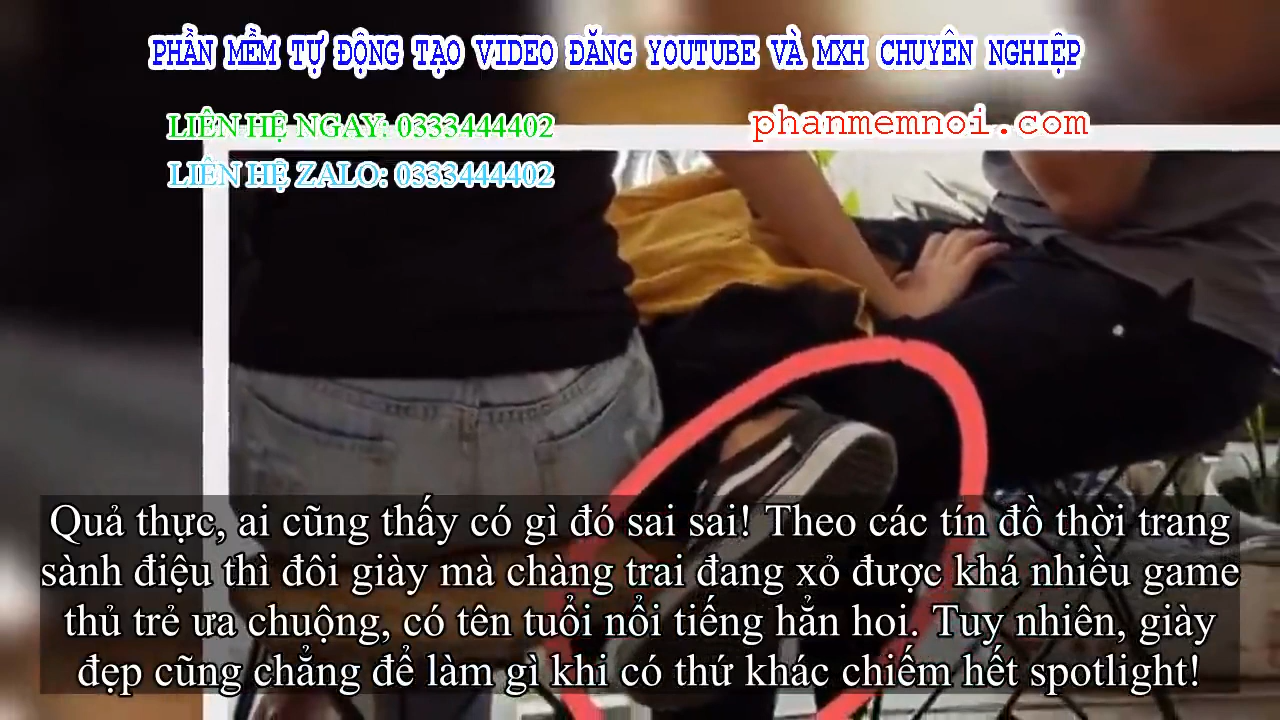 PHẦN MỀM TỰ ĐỘNG TẠO VIDEO ĐĂNG YOUTUBE VÀ MXH CHUYÊN NGHIỆP
LIÊN HỆ NGAY: 0333444402
phanmemnoi.com
LIÊN HỆ ZALO: 0333444402
Quả thực, ai cũng thấy có gì đó sai sai! Theo các tín đồ thời trang
sành điệu thì đôi giày mà chàng trai đang xỏ được khá nhiều game
thủ trẻ ưa chuộng, có tên tuổi nổi tiếng hẳn hoi. Tuy nhiên, giày
đẹp cũng chẳng để làm gì khi có thứ khác chiếm hết spotlight!